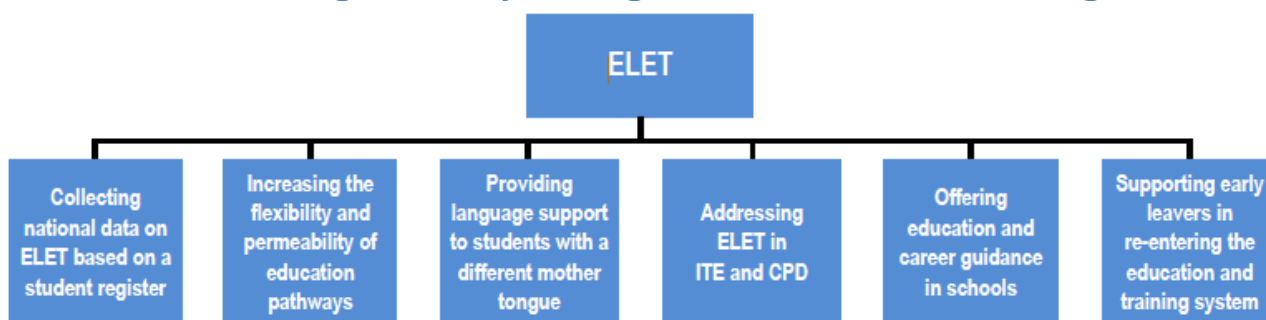 ELET
Collecting
national data on
ELET based on a
student register
Increasing the
flexibility and
permeability of
education
pathways
Providing
language support
to students with a
different mother
tongue
Addressing
ELET in
ITE and CPD
Offering
education and
career guidance
in schools
Supporting early
leavers in
re-entering the
education and
training system